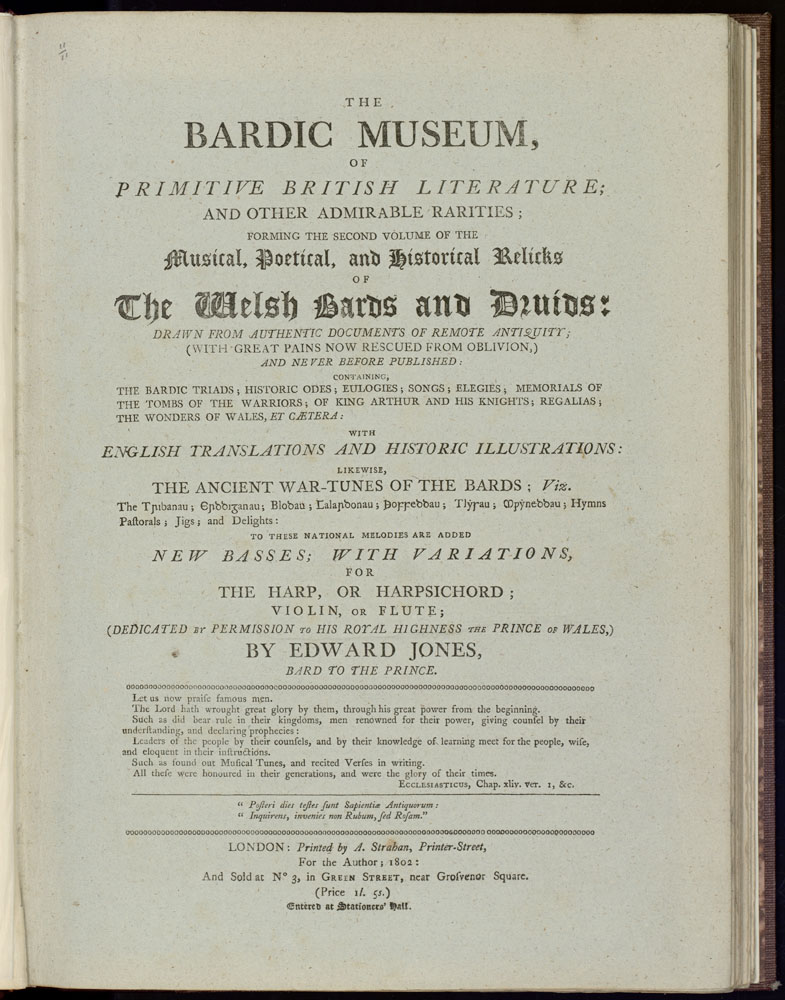 THE
BARDIC MUSEUM,
OF
PRIMITIVE BRITISH LITERATURE;
AND OTHER ADMIRABLE RARITIES;
FORMING THE SECOND VOLUME OF THE
Musical, Poetical, and Historical Relicks
OF
The Welsh Bards and Druids:
DRAWN FROM AUTHENTIC DOCUMENTS OF REMOTE ANTIQUITY;
(WITH GREAT PAINS NOW RESCUED FROM OBLIVION,)
AND NEVER BEFORE PUBLISHED:
CONTAINING,
THE BARDIC TRIADS; HISTORIC ODES; EULOGIES; SONGS; ELEGIES; MEMORIALS OF
THE TOMBS OF THE WARRIORS; OF KING ARTHUR AND HIS KNIGHTS; REGALIAS;
THE WONDERS OF WALES, ET CÆTERA:
WITH
ENGLISH TRANSLATIONS AND HISTORIC ILLUSTRATIONS:
LIKEWISE,
THE ANCIENT WAR-TUNES OF THE BARDS; Viz.
The Tꞃibanau; Blodau; Tlẏꞅau; Hymns
Paſtorals; Jigs; and Delights:
TO THESE NATIONAL MELODIES ARE ADDED
NEW BASSES; WITH VARIATIONS,
FOR
THE HARP, OR HARPSICHORD;
VIOLIN, OR FLUTE;
(DEDICATED BY PERMISSION TO HIS ROYAL HIGHNESS THE PRINCE OF WALES,)
BY EDWARD JONES,
BARD TO THE PRINCE.
Let us now praiſe famous men.
The Lord hath wrought great glory by them, through his great power from the beginning.
Such as did bear rule in their kingdoms, men renowned for their power, giving counſel by their
underſtanding, and declaring prophecies:
Leaders of the people by their counſels, and by their knowledge of learning meet for the people, wiſe,
and eloquent in their inſtructions.
Such as found out Muſical Tunes, and recited Verſes in writing.
All theſe were honoured in their generations, and were the glory of their times.
ECCLESIASTICUS, Chap. xliv. ver. 1, &c.
“ Poſteri dies teſtes ſunt Sapientiæ Antiquorum:
“ Inquirens, invenies non Rubum, ſed Roſam.”
LONDON: Printed by A. Strahan, Printer-Street,
For the Author; 1802:
And Sold at Nº 3, in GREEN STREET, near Groſvenor Square.
(Price 1l. 5s.)
Entered at Stationers' Hall.